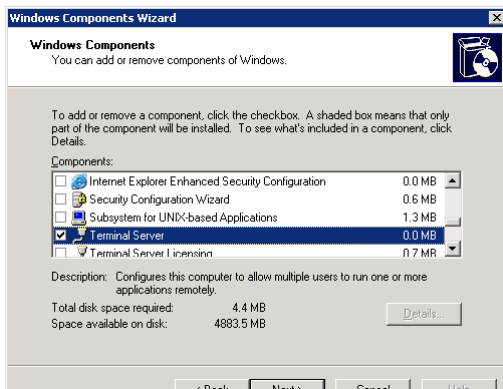 Windows Components Wizard
Windows Components
You can add or remove components of Windows.
To add or remove a component, click the checkbox. A shaded box means that only
part of the component will be installed. To see what's included in a component, click
Details.
Components:
Internet Explorer Enhanced Security Configuration 0.0 MB
Security Configuration Wizard 0.6 MB
Subsystem for UNIX-based Applications 1.3 MB
Terminal Server 0.0 MB
Terminal Server Licensing 0.7 MB
Description: Configures this computer to allow multiple users to run one or more
applications remotely.
Total disk space required: 4.4 MB
Space available on disk: 4883.5 MB
Details...
< Back Next > Cancel Help